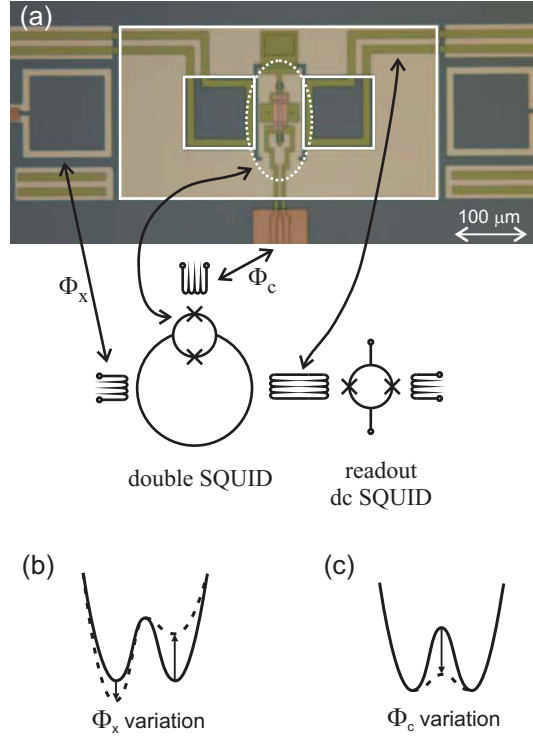 (a)
100 μm
Φx
Φc
double SQUID
readout
dc SQUID
(b)
(c)
Φx variation
Φc variation